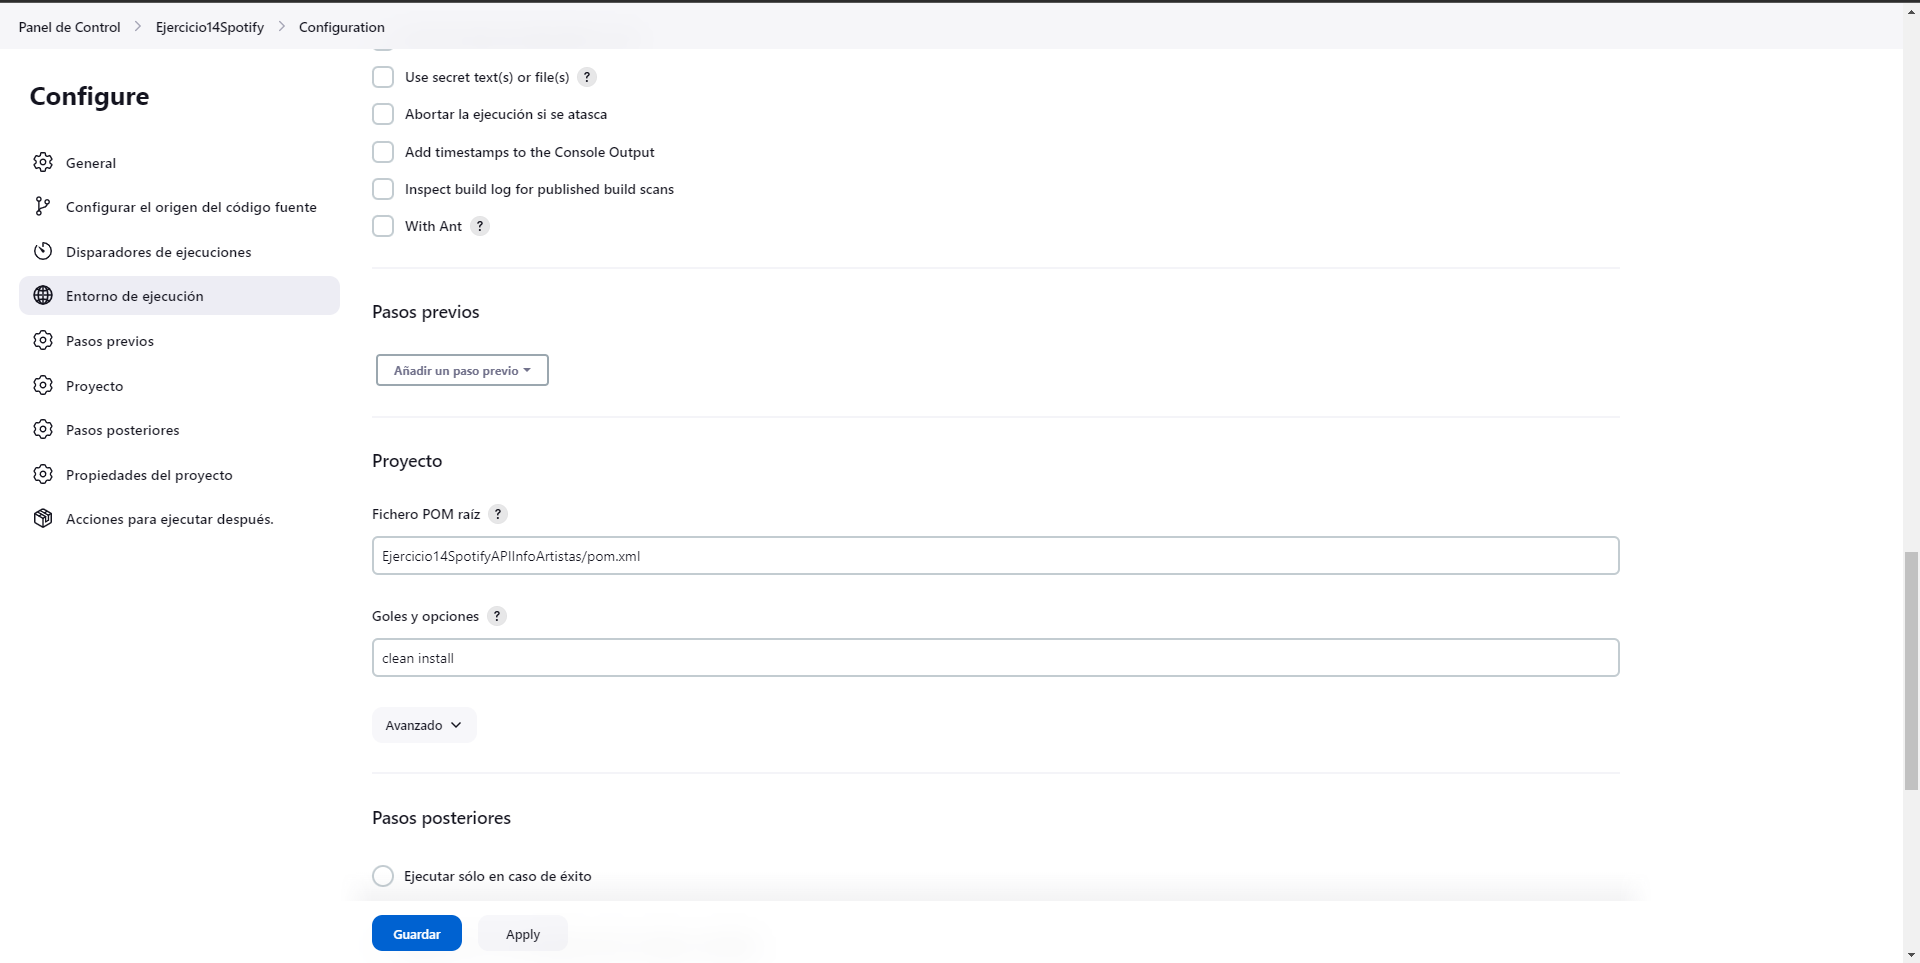 Panel de Control > Ejercicio14Spotify > Configuration
Configure
General
Configurar el origen del código fuente
Disparadores de ejecuciones
Entorno de ejecución
Pasos previos
Proyecto
Pasos posteriores
Propiedades del proyecto
Acciones para ejecutar después.
Use secret text(s) or file(s) ?
Abortar la ejecución si se atasca
Add timestamps to the Console Output
Inspect build log for published build scans
With Ant ?
Pasos previos
Añadir un paso previo
Proyecto
Fichero POM raíz ?
Ejercicio14SpotifyAPIInfoArtistas/pom.xml
Goles y opciones ?
clean install
Avanzado
Pasos posteriores
Ejecutar sólo en caso de éxito
Guardar
Apply